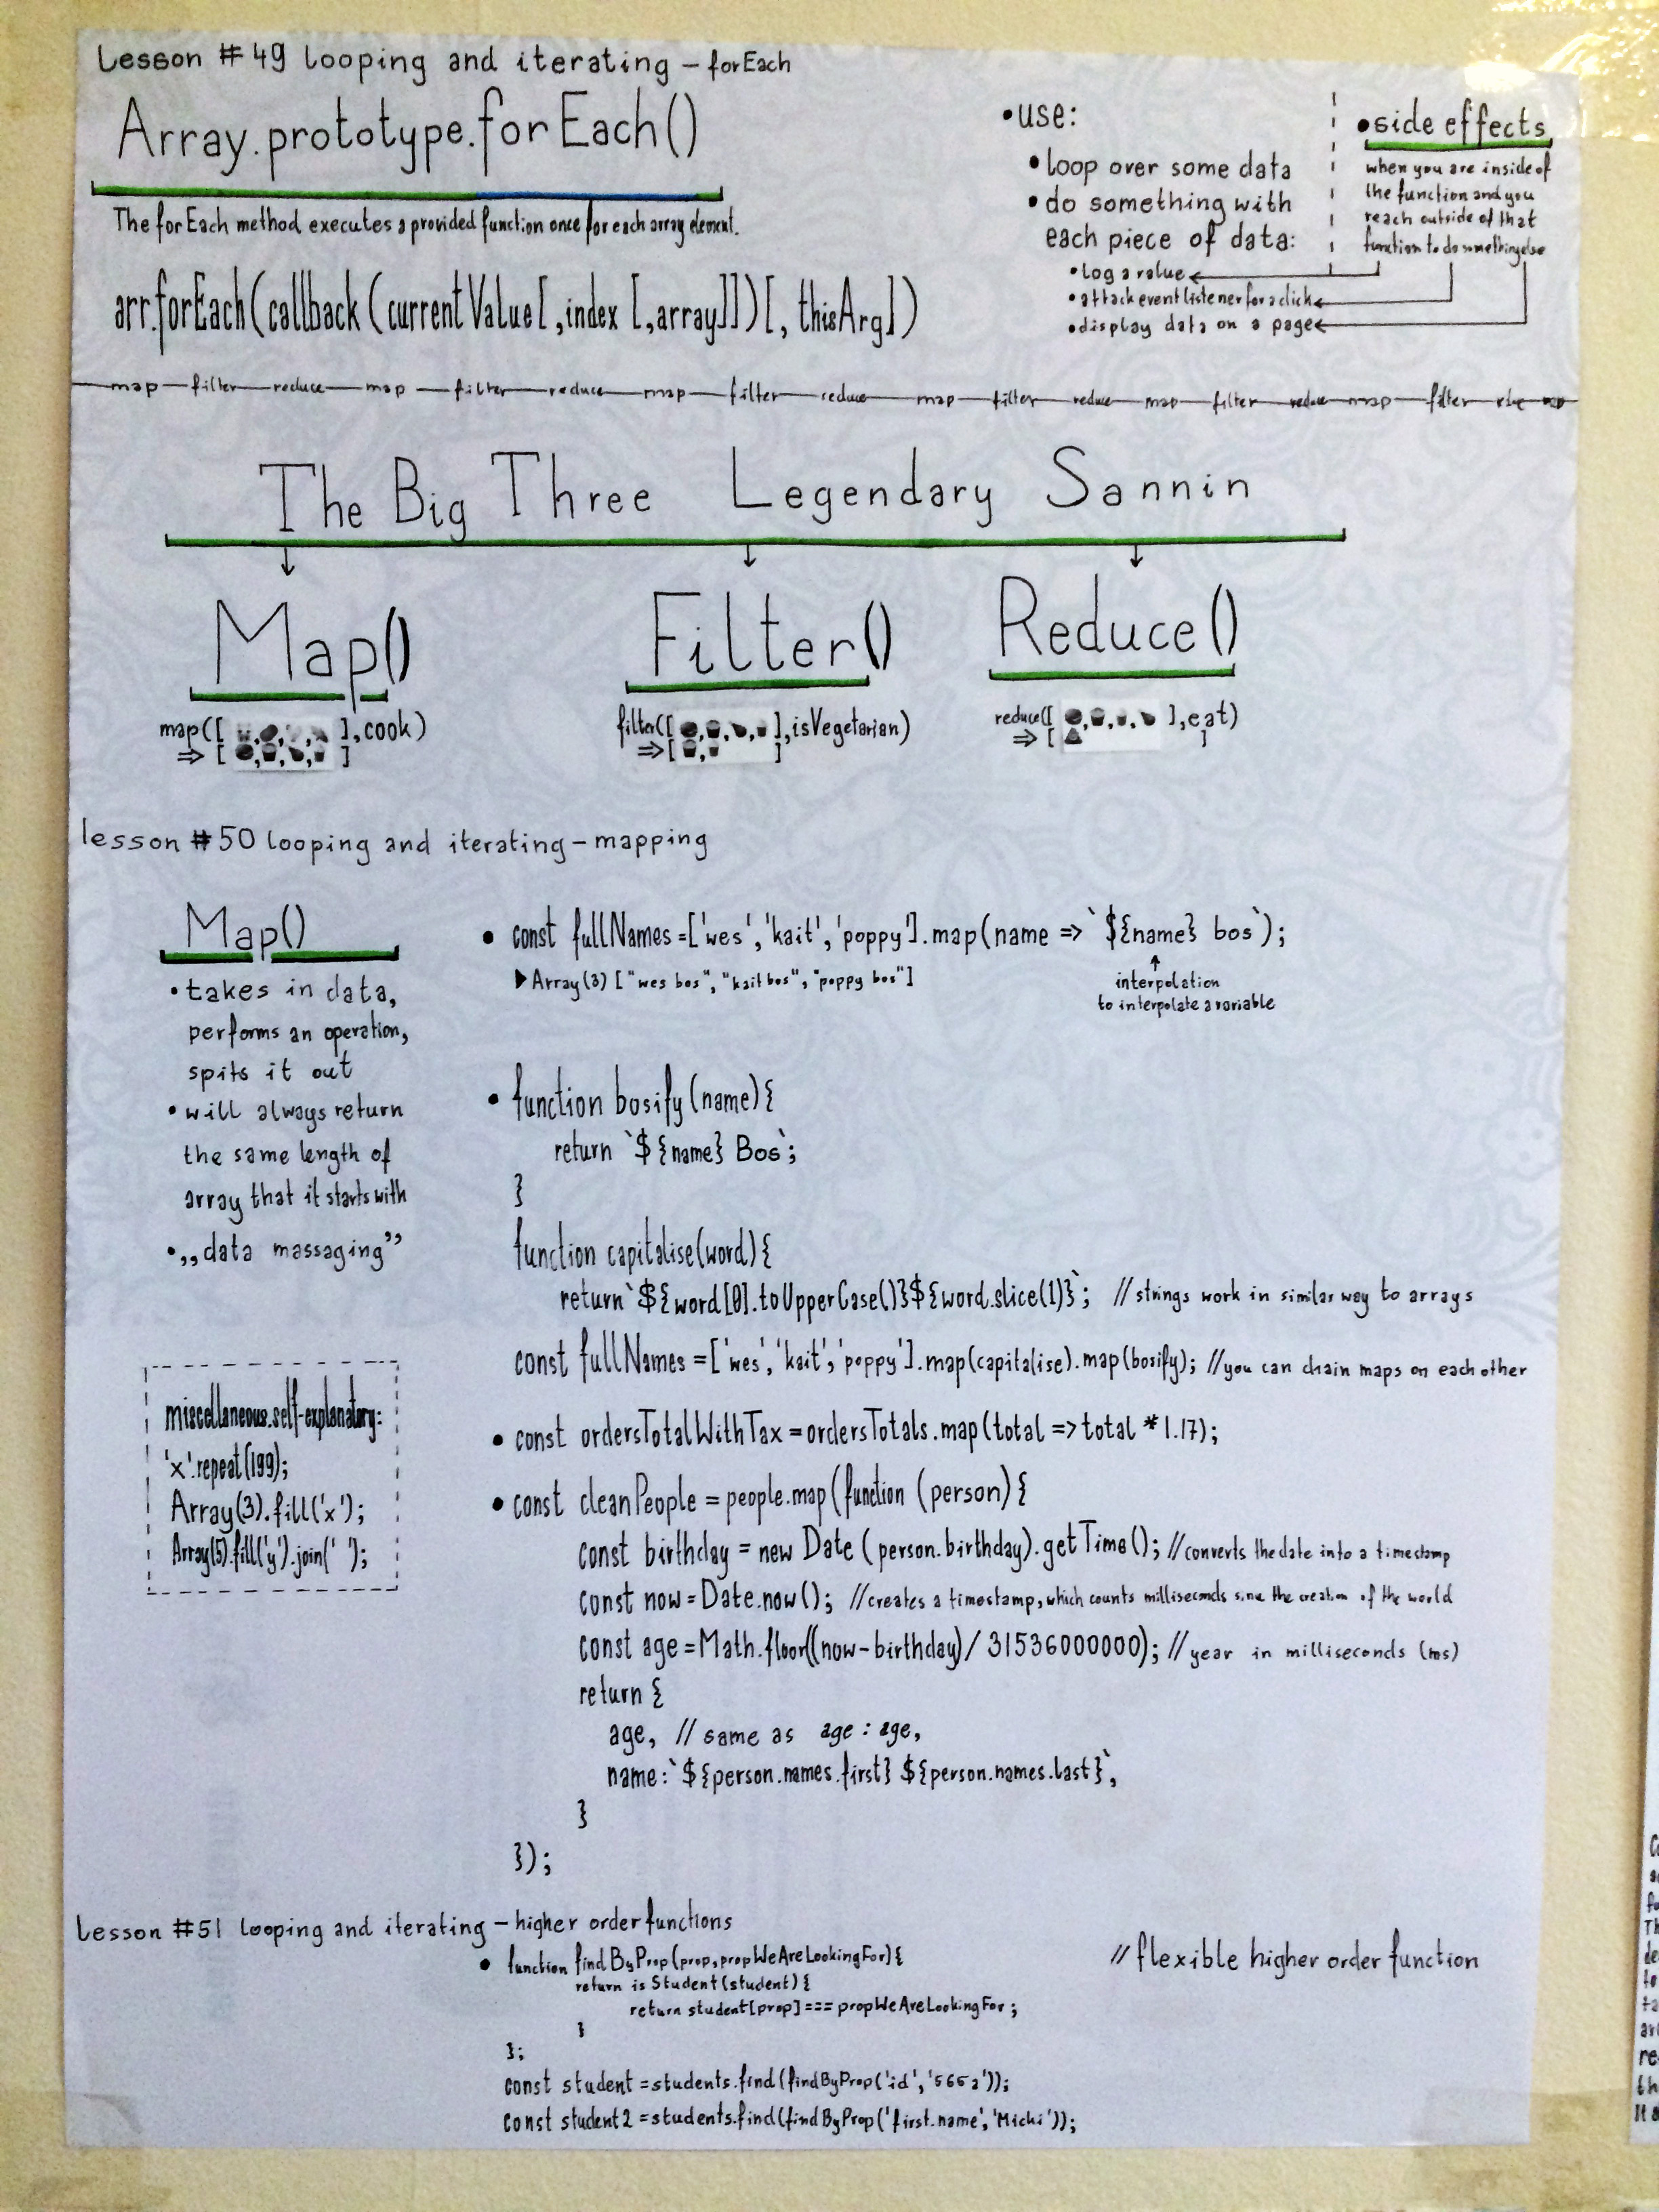 Lesson #49 looping and iterating – forEach
Array.prototype.forEach()
The forEach method executes a provided function once for each array element.
arr.forEach(callback(currentValue[,index[,array]])[, thisArg])
•use:
•loop over some data
•do something with
each piece of data:
•log a value
•attack event listener for a click
•display data on a page
•side effects
when you are inside of
the function and you
reach outside of that
function to do something else
map — filter — reduce — map — filter — reduce — map — filter — reduce — map — filter — reduce — map — filter — reduce — map — filter
The Big Three Legendary Sannin
Map()
map([ , , , ],cook)
⇒ [ , , , ]
Filter()
filter([ , , , ],isVegetarian)
⇒[ , ]
Reduce()
reduce([ , , , ],eat)
⇒ [ ]
lesson #50 looping and iterating – mapping
Map()
•takes in data,
performs an operation,
spits it out
•will always return
the same length of
array that it starts with
•„data massaging”
miscellaneous.self-explanatory:
'x'.repeat(199);
Array(3).fill('x');
Array(5).fill('y').join(' ');
• const fullNames=['wes','kait','poppy'].map(name => `${name} bos`);
▶Array(3) ["wes bos", "kait bos", "poppy bos"]
↑
interpolation
to interpolate a variable
• function bosify(name){
return `${name} Bos`;
}
function capitalise(word){
return`${word[0].toUpperCase()}${word.slice(1)}`; // strings work in similar way to arrays
const fullNames=['wes','kait','poppy'].map(capitalise).map(bosify); //you can chain maps on each other
• const ordersTotalWithTax=ordersTotals.map(total => total *1.17);
• const cleanPeople = people.map(function (person){
const birthday = new Date (person.birthday).getTime(); //converts the date into a timestamp
const now=Date.now(); //creates a timestamp, which counts milliseconds since the creation of the world
const age=Math.floor((now-birthday)/ 31536000000); // year in milliseconds (ms)
return {
age, // same as age: age,
name:`${person.names.first} ${person.names.last}`,
}
});
Lesson #51 looping and iterating – higher order functions
• function findByProp(prop,propWeAreLookingFor){
return isStudent(student){
return student[prop]===propWeAreLookingFor;
}
};
const student=students.find(findByProp('id','565a'));
const student2=students.find(findByProp('first.name','Micki'));
// flexible higher order function